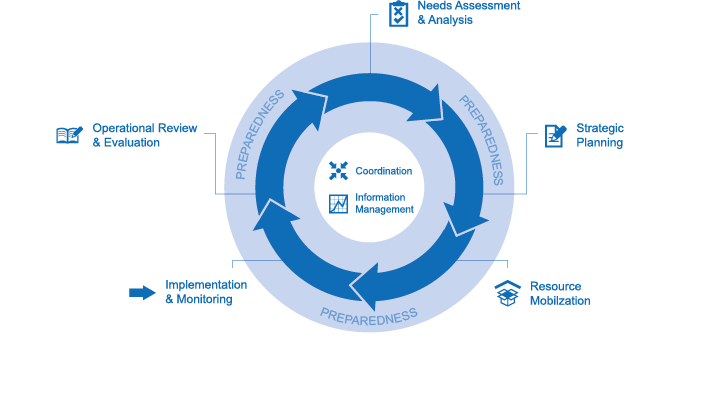 Needs Assessment
& Analysis
PREPAREDNESS
PREPAREDNESS
Operational Review
& Evaluation
Strategic
Planning
Coordination
Information
Management
Implementation
& Monitoring
Resource
Mobilzation
PREPAREDNESS